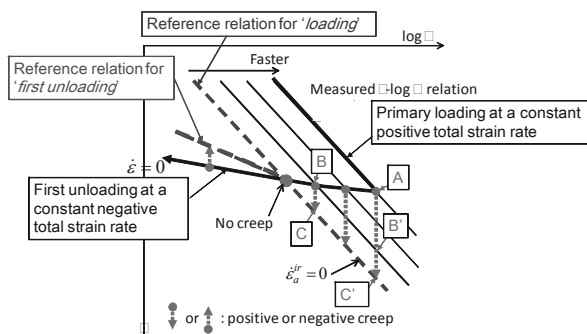 log □
Reference relation for ‘loading’
Faster
Reference relation for
‘first unloading’
Measured □-log □ relation
Primary loading at a constant
positive total strain rate
ε̇=0
B
A
First unloading at a
constant negative
total strain rate
No creep
C
B’
ε̇ₐⁱʳ=0
C’
□
or : positive or negative creep